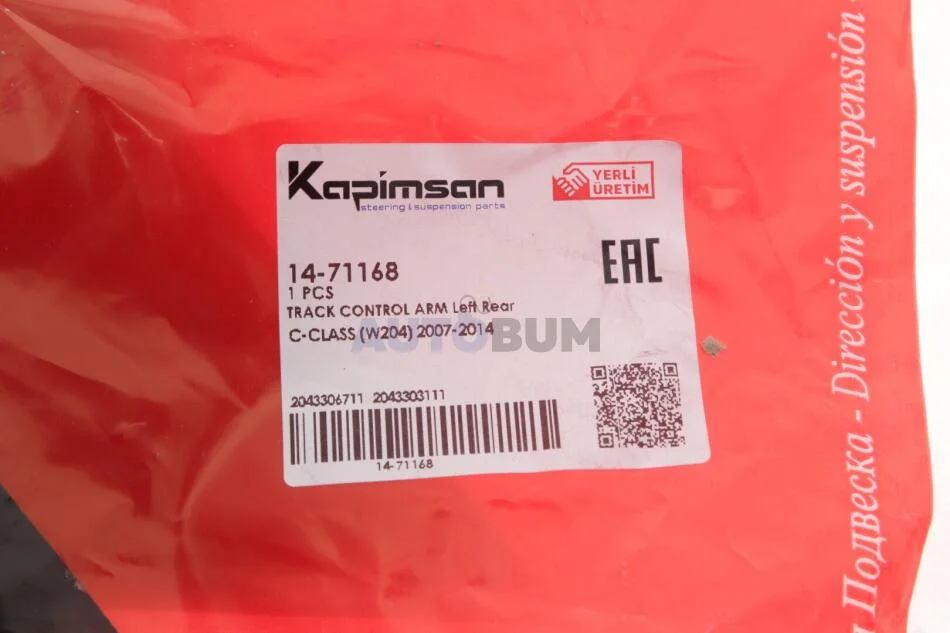 Kapimsan
steering & suspension parts
YERLİ
ÜRETİM
14-71168
1 PCS
TRACK CONTROL ARM Left Rear
C-CLASS (W204) 2007-2014
EAC
AUTOBUM
2043306711 2043303111
14-71168
Подвеска - Dirección y suspensión